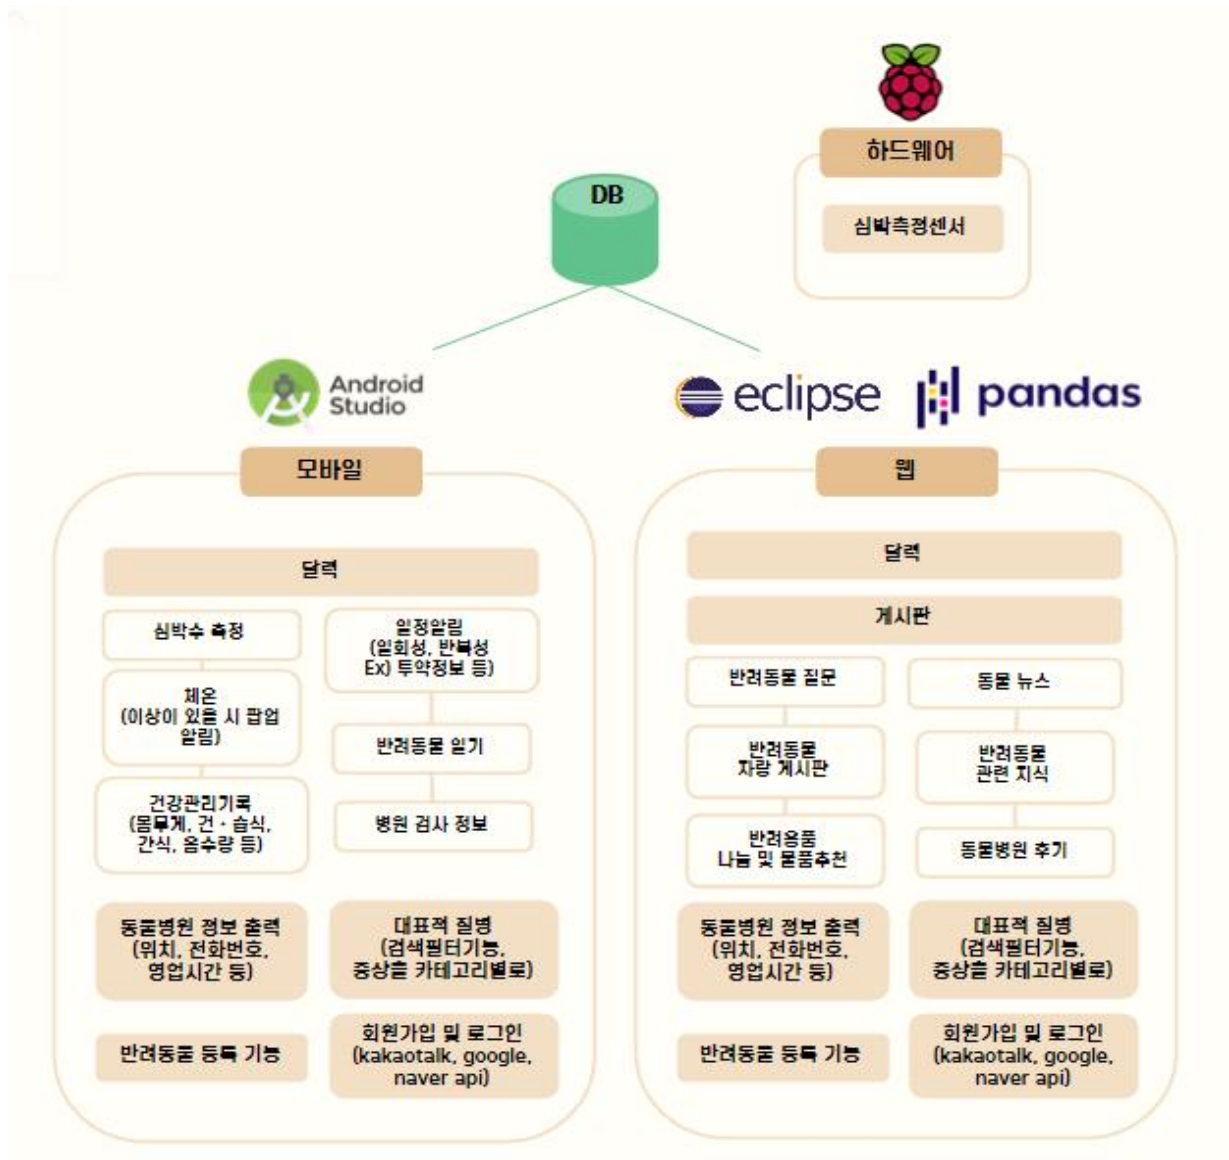 하드웨어
심박측정센서
DB
Android
Studio
eclipse
pandas
모바일
달력
심박수 측정
체온
(이상이 있을 시 팝업
알림)
건강관리기록
(몸무게, 건 · 습식,
간식, 음수량 등)
일정알림
(일회성, 반복성
Ex) 투약정보 등)
반려동물 일기
병원 검사 정보
동물병원 정보 출력
(위치, 전화번호,
영업시간 등)
대표적 질병
(검색필터기능,
증상을 카테고리별로)
반려동물 등록 기능
회원가입 및 로그인
(kakaotalk, google,
naver api)
웹
달력
게시판
반려동물 질문
반려동물
자랑 게시판
반려용품
나눔 및 물품추천
동물 뉴스
반려동물
관련 지식
동물병원 후기
동물병원 정보 출력
(위치, 전화번호,
영업시간 등)
대표적 질병
(검색필터기능,
증상을 카테고리별로)
반려동물 등록 기능
회원가입 및 로그인
(kakaotalk, google,
naver api)